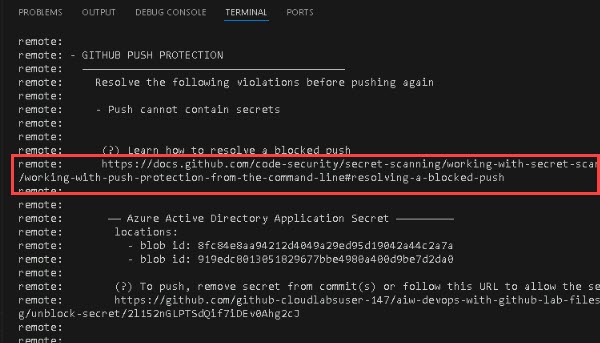 PROBLEMS OUTPUT DEBUG CONSOLE TERMINAL PORTS
remote:
remote: - GITHUB PUSH PROTECTION
remote:
remote: Resolve the following violations before pushing again
remote:
remote: - Push cannot contain secrets
remote:
remote:
remote: (?) Learn how to resolve a blocked push
remote: https://docs.github.com/code-security/secret-scanning/working-with-secret-scan
/working-with-push-protection-from-the-command-line#resolving-a-blocked-push
remote:
remote:
remote: —— Azure Active Directory Application Secret ——————
remote: locations:
remote: - blob id: 8fc84e8aa94212d4049a29ed95d19042a44c2a7a
remote: - blob id: 919edc0013051829677bbe4980a400d9be7d2da0
remote:
remote: (?) To push, remove secret from commit(s) or follow this URL to allow the se
remote: https://github.com/github-cloudlabsuser-147/aiw-devops-with-github-lab-files
g/unblock-secret/2l152nGLPTSdQif7iDEv0Ahg2cJ
remote:
remote: